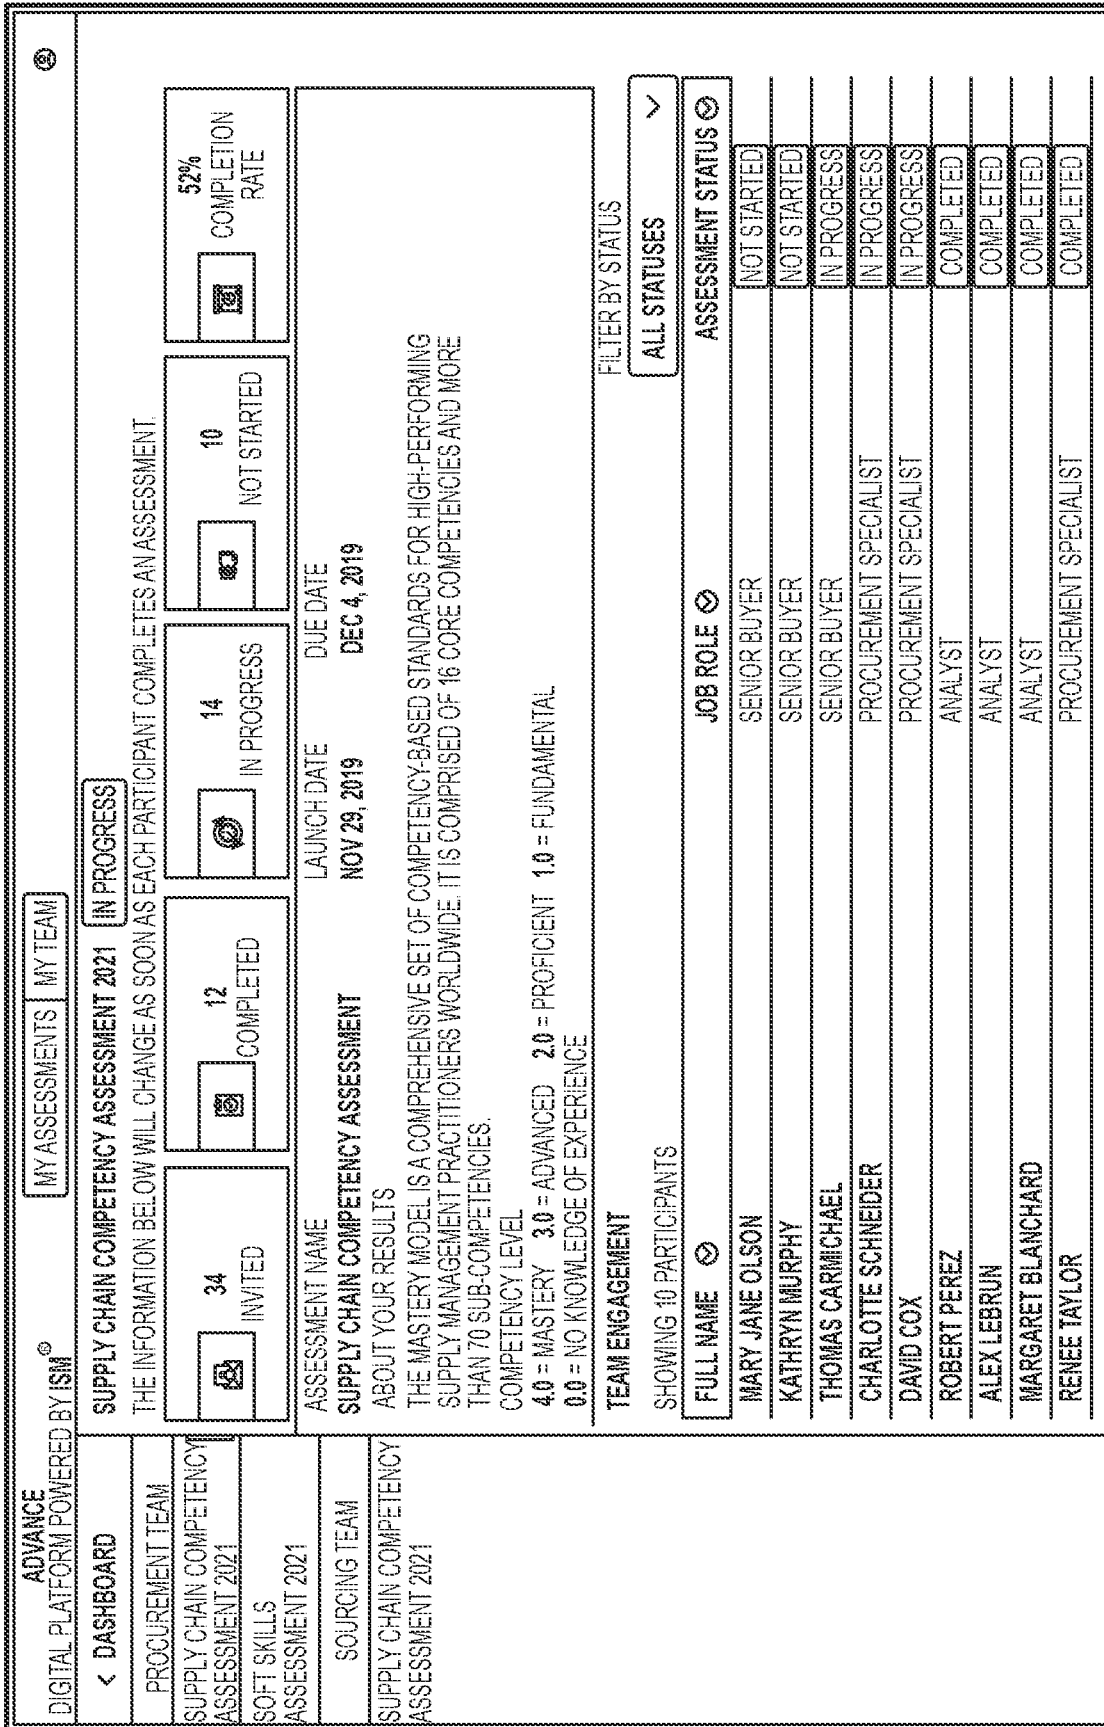 ADVANCE
DIGITAL PLATFORM POWERED BY ISM®
MY ASSESSMENTS MY TEAM
< DASHBOARD
PROCUREMENT TEAM
SUPPLY CHAIN COMPETENCY
ASSESSMENT 2021
SOFT SKILLS
ASSESSMENT 2021
SOURCING TEAM
SUPPLY CHAIN COMPETENCY
ASSESSMENT 2021
SUPPLY CHAIN COMPETENCY ASSESSMENT 2021 IN PROGRESS
THE INFORMATION BELOW WILL CHANGE AS SOON AS EACH PARTICIPANT COMPLETES AN ASSESSMENT.
34
INVITED
12
COMPLETED
14
IN PROGRESS
10
NOT STARTED
52%
COMPLETION
RATE
ASSESSMENT NAME LAUNCH DATE DUE DATE
SUPPLY CHAIN COMPETENCY ASSESSMENT NOV 29, 2019 DEC 4, 2019
ABOUT YOUR RESULTS
THE MASTERY MODEL IS A COMPREHENSIVE SET OF COMPETENCY-BASED STANDARDS FOR HIGH-PERFORMING
SUPPLY MANAGEMENT PRACTITIONERS WORLDWIDE. IT IS COMPRISED OF 16 CORE COMPETENCIES AND MORE
THAN 70 SUB-COMPETENCIES.
COMPETENCY LEVEL
4.0 = MASTERY 3.0 = ADVANCED 2.0 = PROFICIENT 1.0 = FUNDAMENTAL
0.0 = NO KNOWLEDGE OF EXPERIENCE
TEAM ENGAGEMENT
FILTER BY STATUS
SHOWING 10 PARTICIPANTS ALL STATUSES
FULL NAME JOB ROLE ASSESSMENT STATUS
MARY JANE OLSON SENIOR BUYER NOT STARTED
KATHRYN MURPHY SENIOR BUYER NOT STARTED
THOMAS CARMICHAEL SENIOR BUYER IN PROGRESS
CHARLOTTE SCHNEIDER PROCUREMENT SPECIALIST IN PROGRESS
DAVID COX PROCUREMENT SPECIALIST IN PROGRESS
ROBERT PEREZ ANALYST COMPLETED
ALEX LEBRUN ANALYST COMPLETED
MARGARET BLANCHARD ANALYST COMPLETED
RENEE TAYLOR PROCUREMENT SPECIALIST COMPLETED